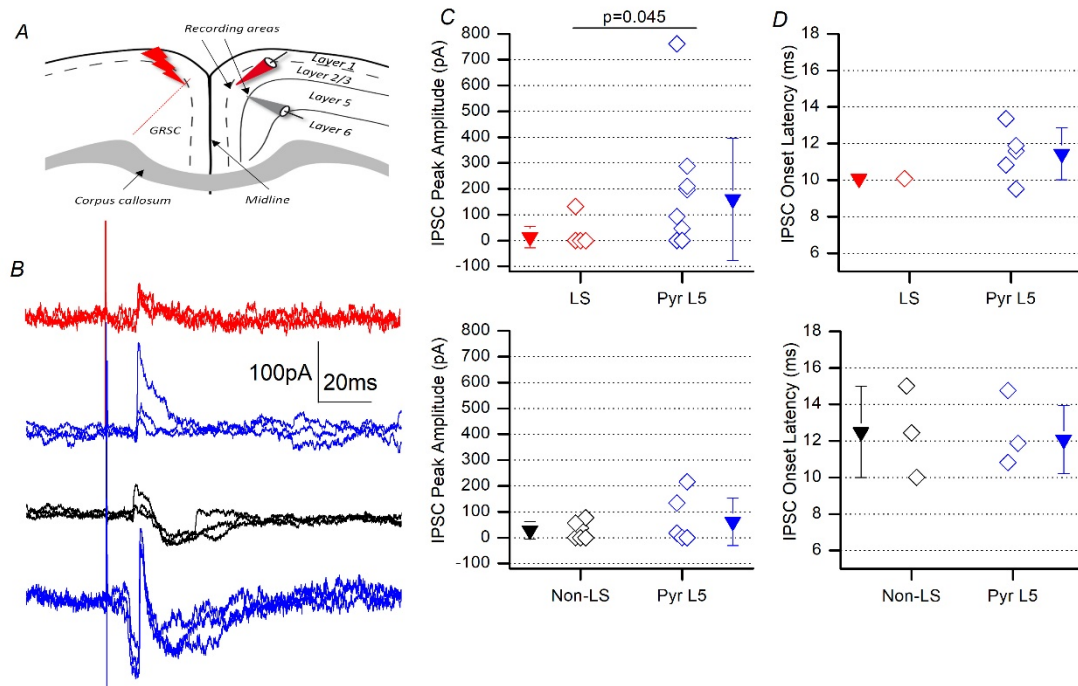 A
Recording areas
Layer 1
Layer 2/3
Layer 5
Layer 6
GRSC
Corpus callosum
Midline
B
100pA
20ms
C
p=0.045
IPSC Peak Amplitude (pA)
800
700
600
500
400
300
200
100
0
-100
LS
Pyr L5
IPSC Peak Amplitude (pA)
800
700
600
500
400
300
200
100
0
-100
Non-LS
Pyr L5
D
IPSC Onset Latency (ms)
18
16
14
12
10
8
6
LS
Pyr L5
IPSC Onset Latency (ms)
18
16
14
12
10
8
6
Non-LS
Pyr L5